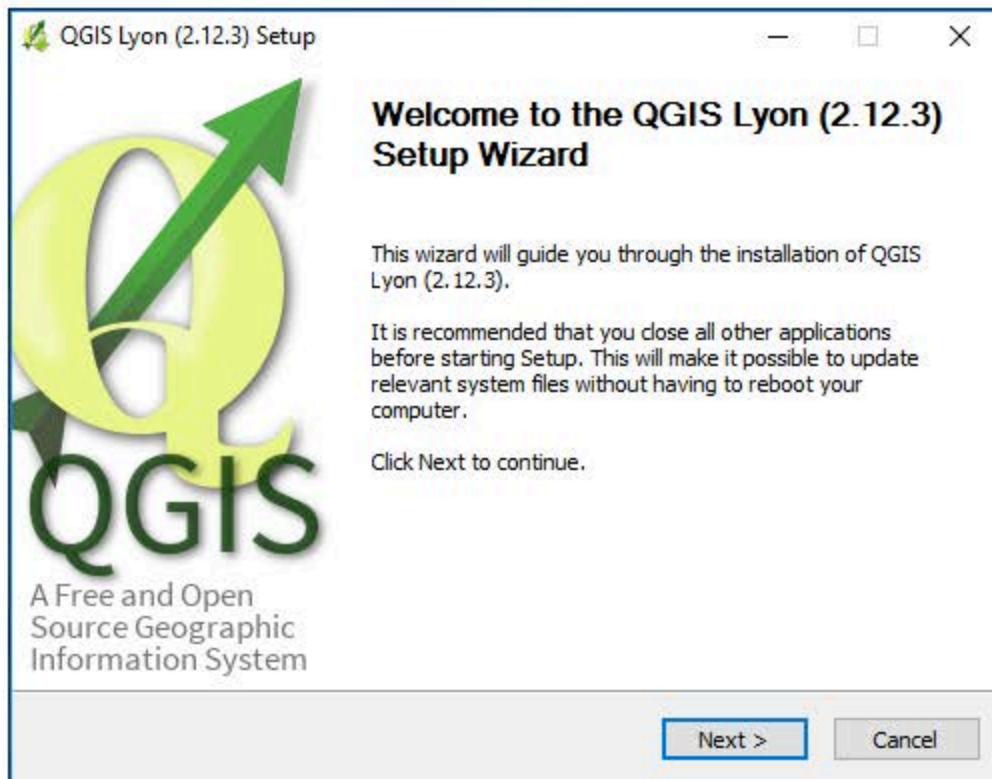 QGIS Lyon (2.12.3) Setup
Welcome to the QGIS Lyon (2.12.3)
Setup Wizard
This wizard will guide you through the installation of QGIS
Lyon (2.12.3).
It is recommended that you close all other applications
before starting Setup. This will make it possible to update
relevant system files without having to reboot your
computer.
Click Next to continue.
QGIS
A Free and Open
Source Geographic
Information System
Next >
Cancel